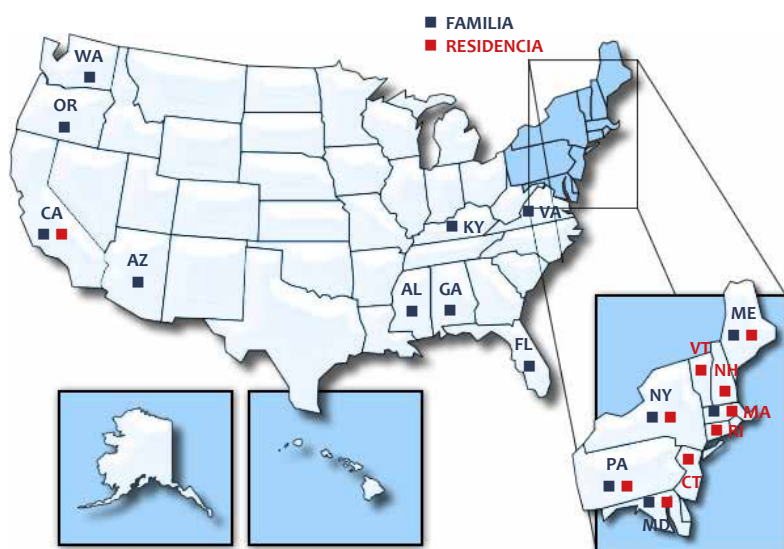 FAMILIA
RESIDENCIA
WA
OR
CA
AZ
KY
VA
AL
GA
FL
ME
VT
NH
NY
MA
RI
PA
CT
MD